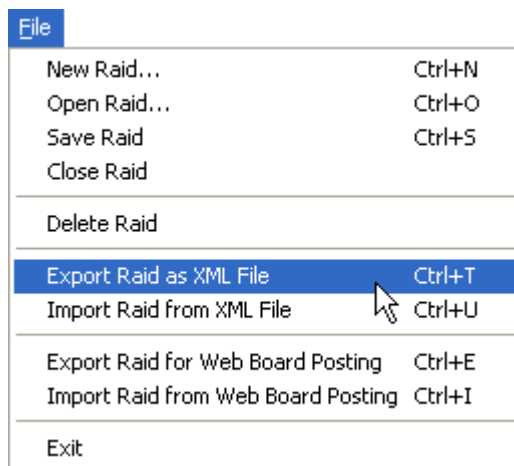 File
New Raid... Ctrl+N
Open Raid... Ctrl+O
Save Raid Ctrl+S
Close Raid
Delete Raid
Export Raid as XML File Ctrl+T
Import Raid from XML File Ctrl+U
Export Raid for Web Board Posting Ctrl+E
Import Raid from Web Board Posting Ctrl+I
Exit